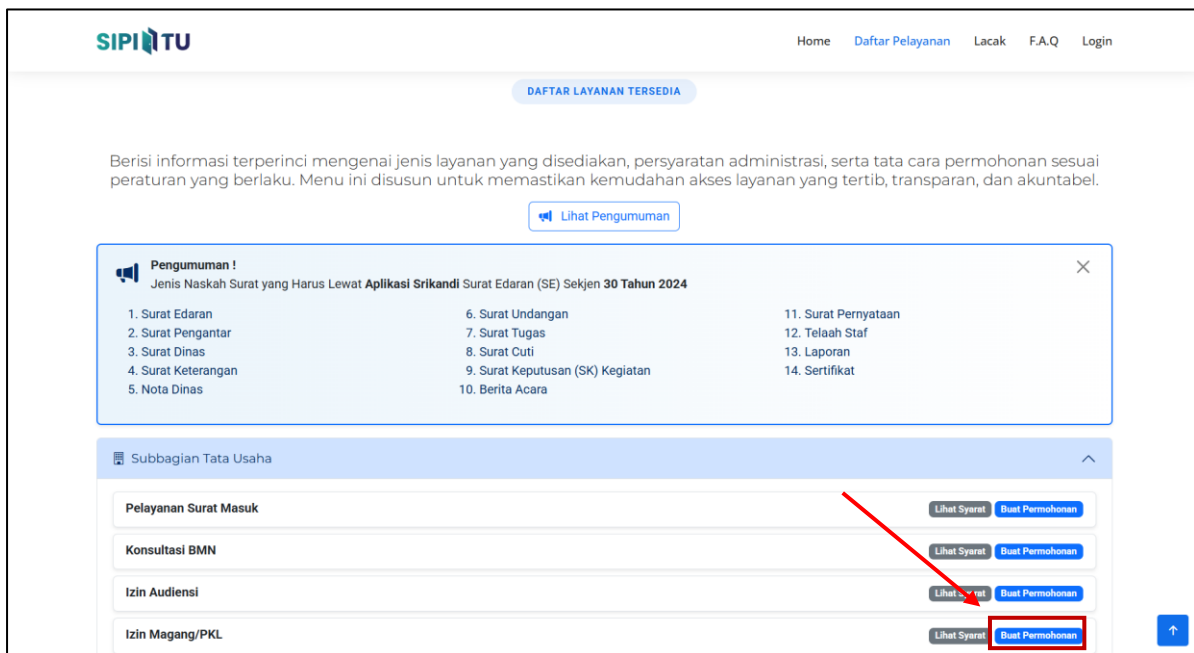 SIPINTU
Home Daftar Pelayanan Lacak F.A.Q Login
DAFTAR LAYANAN TERSEDIA
Berisi informasi terperinci mengenai jenis layanan yang disediakan, persyaratan administrasi, serta tata cara permohonan sesuai
peraturan yang berlaku. Menu ini disusun untuk memastikan kemudahan akses layanan yang tertib, transparan, dan akuntabel.
Lihat Pengumuman
Pengumuman !
Jenis Naskah Surat yang Harus Lewat Aplikasi Srikandi Surat Edaran (SE) Sekjen 30 Tahun 2024
1. Surat Edaran
2. Surat Pengantar
3. Surat Dinas
4. Surat Keterangan
5. Nota Dinas
6. Surat Undangan
7. Surat Tugas
8. Surat Cuti
9. Surat Keputusan (SK) Kegiatan
10. Berita Acara
11. Surat Pernyataan
12. Telaah Staf
13. Laporan
14. Sertifikat
Subbagian Tata Usaha
Pelayanan Surat Masuk Lihat Syarat Buat Permohonan
Konsultasi BMN Lihat Syarat Buat Permohonan
Izin Audiensi Lihat Syarat Buat Permohonan
Izin Magang/PKL Lihat Syarat Buat Permohonan